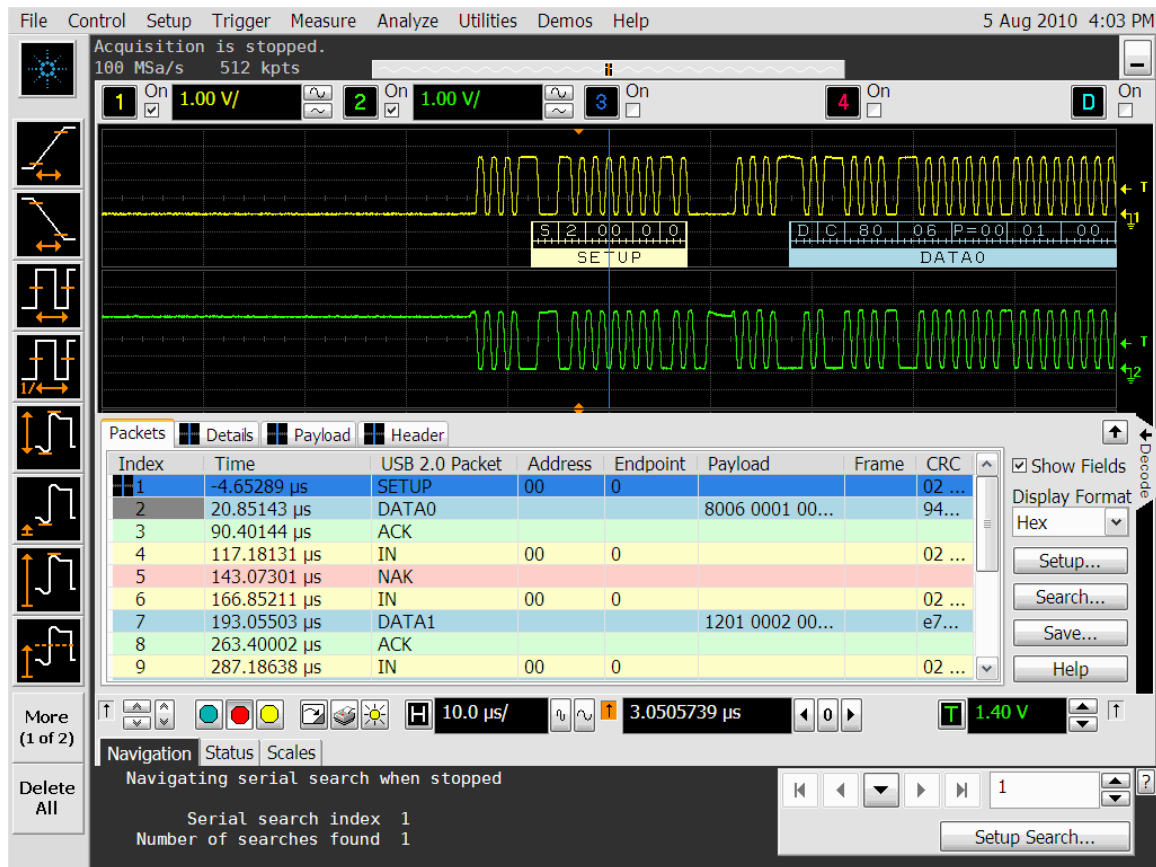 File Control Setup Trigger Measure Analyze Utilities Demos Help 5 Aug 2010 4:03 PM
Acquisition is stopped.
100 MSa/s 512 kpts
1 On 1.00 V/ 2 On 1.00 V/ 3 On 4 On D On
T
1
S 2 00 0 0 D C 80 06 P=00 01 00
SETUP DATA0
T
2
1/
Packets Details Payload Header
Decode
Index Time USB 2.0 Packet Address Endpoint Payload Frame CRC
1 -4.65289 µs SETUP 00 0 02 ...
2 20.85143 µs DATA0 8006 0001 00... 94...
3 90.40144 µs ACK
4 117.18131 µs IN 00 0 02 ...
5 143.07301 µs NAK
6 166.85211 µs IN 00 0 02 ...
7 193.05503 µs DATA1 1201 0002 00... e7...
8 263.40002 µs ACK
9 287.18638 µs IN 00 0 02 ...
Show Fields
Display Format
Hex
Setup...
Search...
Save...
Help
More
(1 of 2)
Delete
All
H 10.0 µs/ 3.0505739 µs 0 T 1.40 V
Navigation Status Scales
Navigating serial search when stopped
Serial search index 1
Number of searches found 1
1
?
Setup Search...